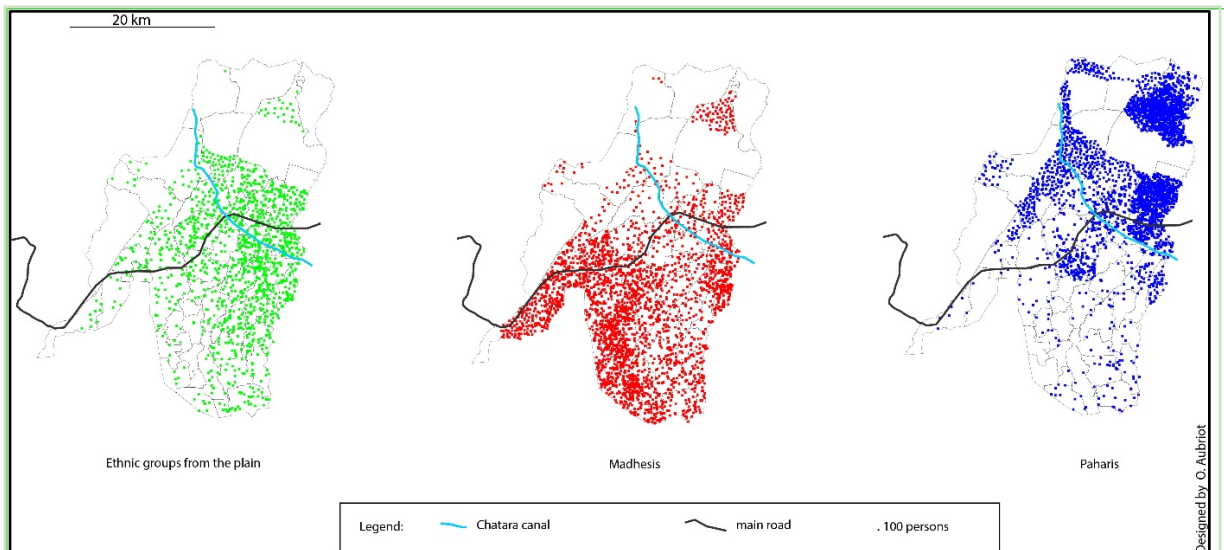 20 km
Ethnic groups from the plain
Madhesis
Paharis
Designed by O. Aubriot
Legend:
Chatara canal
main road
. 100 persons